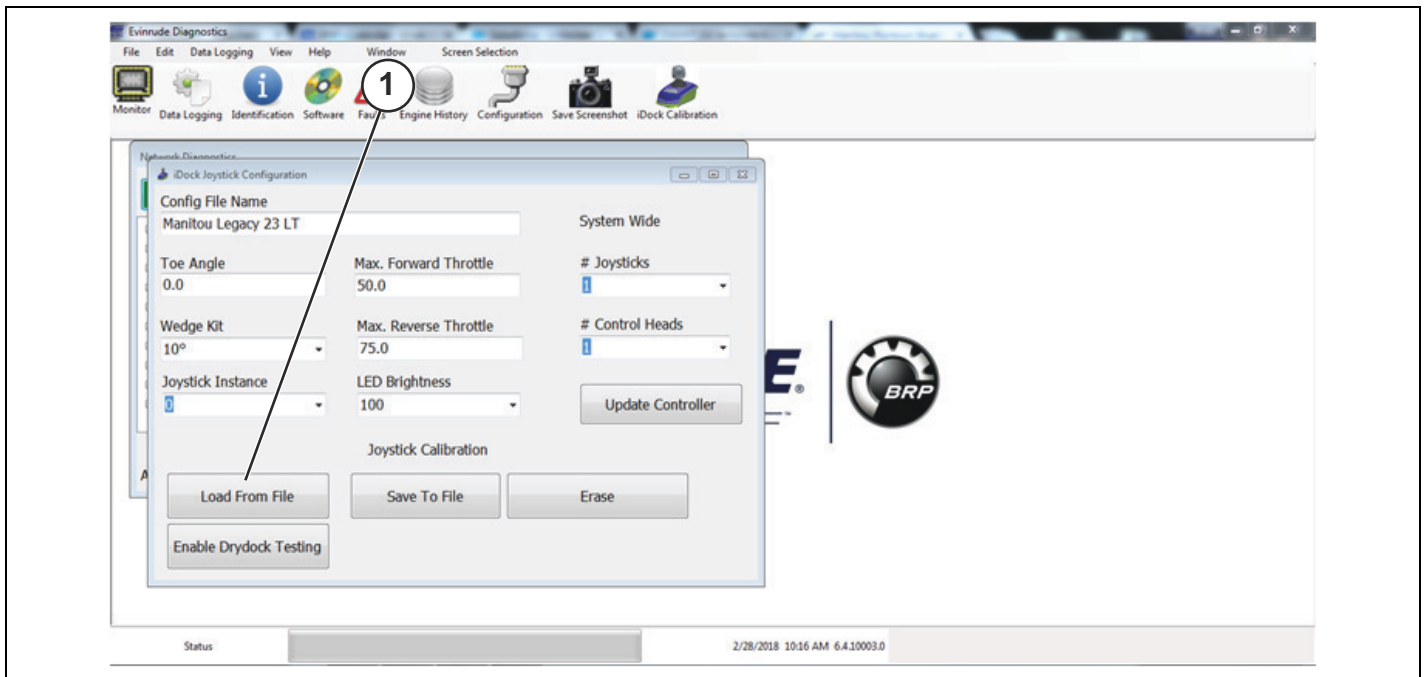 Evinrude Diagnostics
File Edit Data Logging View Help Window Screen Selection
1
Monitor Data Logging Identification Software Faults Engine History Configuration Save Screenshot iDock Calibration
Network Diagnostics
iDock Joystick Configuration
Config File Name
Manitou Legacy 23 LT
System Wide
Toe Angle Max. Forward Throttle # Joysticks
0.0 50.0 1
Wedge Kit Max. Reverse Throttle # Control Heads
10° 75.0 1
Joystick Instance LED Brightness
0 100 Update Controller
E.®
BRP
Joystick Calibration
A
Load From File Save To File Erase
Enable Drydock Testing
Status 2/28/2018 10:16 AM 6.4.10003.0